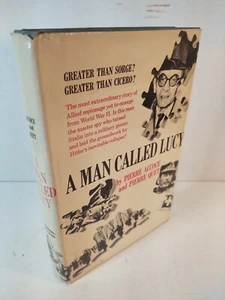 GREATER THAN SORGE?
GREATER THAN CICERO?
The most extraordinary story of
Allied espionage yet to emerge
from World War II. Is this man
the master spy who turned
Stalin into a military genius
and laid the groundwork for
Hitler's inevitable collapse?
A MAN CALLED LUCY
by PIERRE ACCOCE
and PIERRE QUET